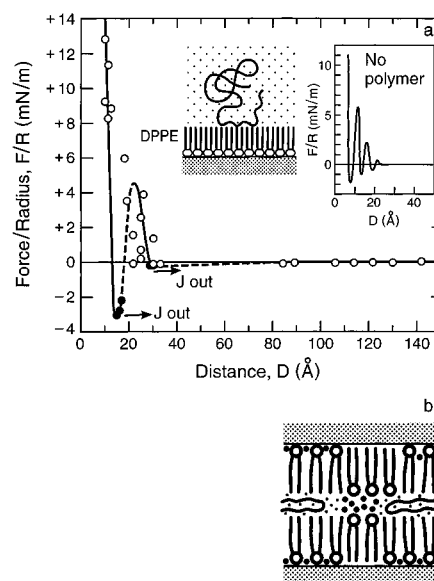 a
+14
+12
+10
+8
+6
+4
+2
0
−2
−4
Force/Radius, F/R (mN/m)
DPPE
No
polymer
10
5
0
F/R (mN/m)
0
20
40
D (Å)
J out
J out
0
20
40
60
80
100
120
140
Distance, D (Å)
b